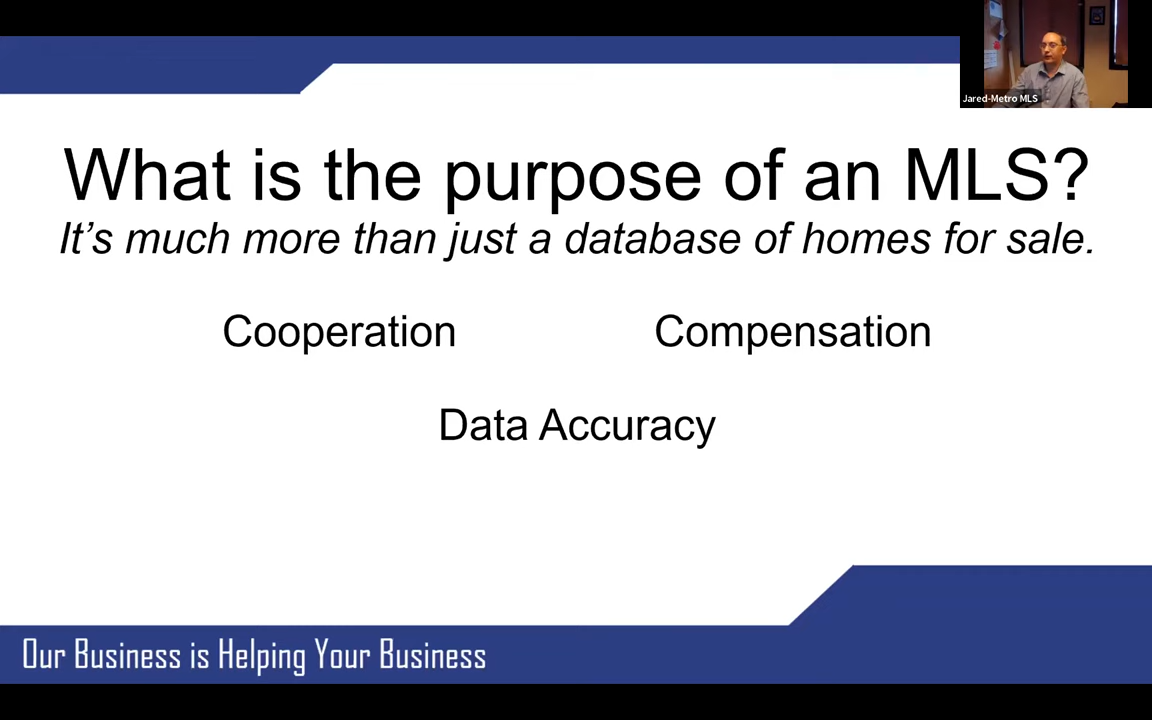 Jared-Metro MLS
What is the purpose of an MLS?
It's much more than just a database of homes for sale.
Cooperation
Compensation
Data Accuracy
Our Business is Helping Your Business